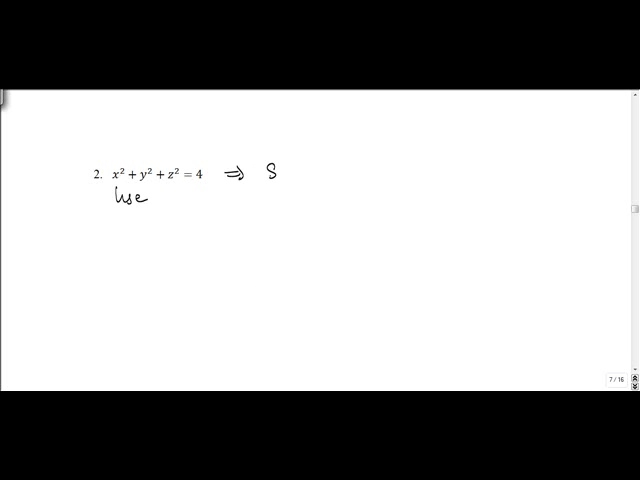 2. x² + y² + z² = 4 ⇒ S
Use
7 / 16